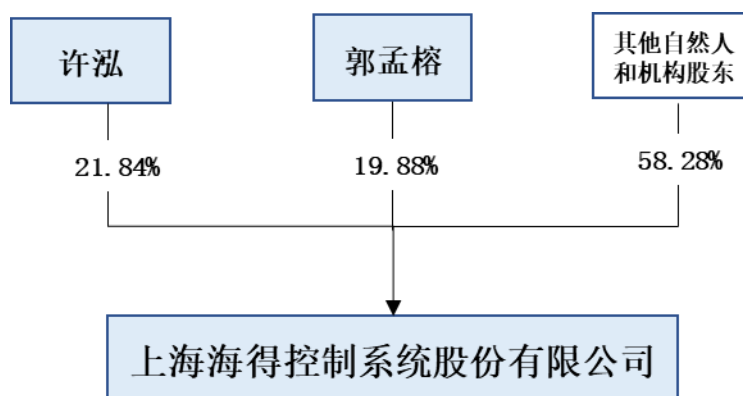 许泓
郭孟榕
其他自然人
和机构股东
21.84%
19.88%
58.28%
上海海得控制系统股份有限公司